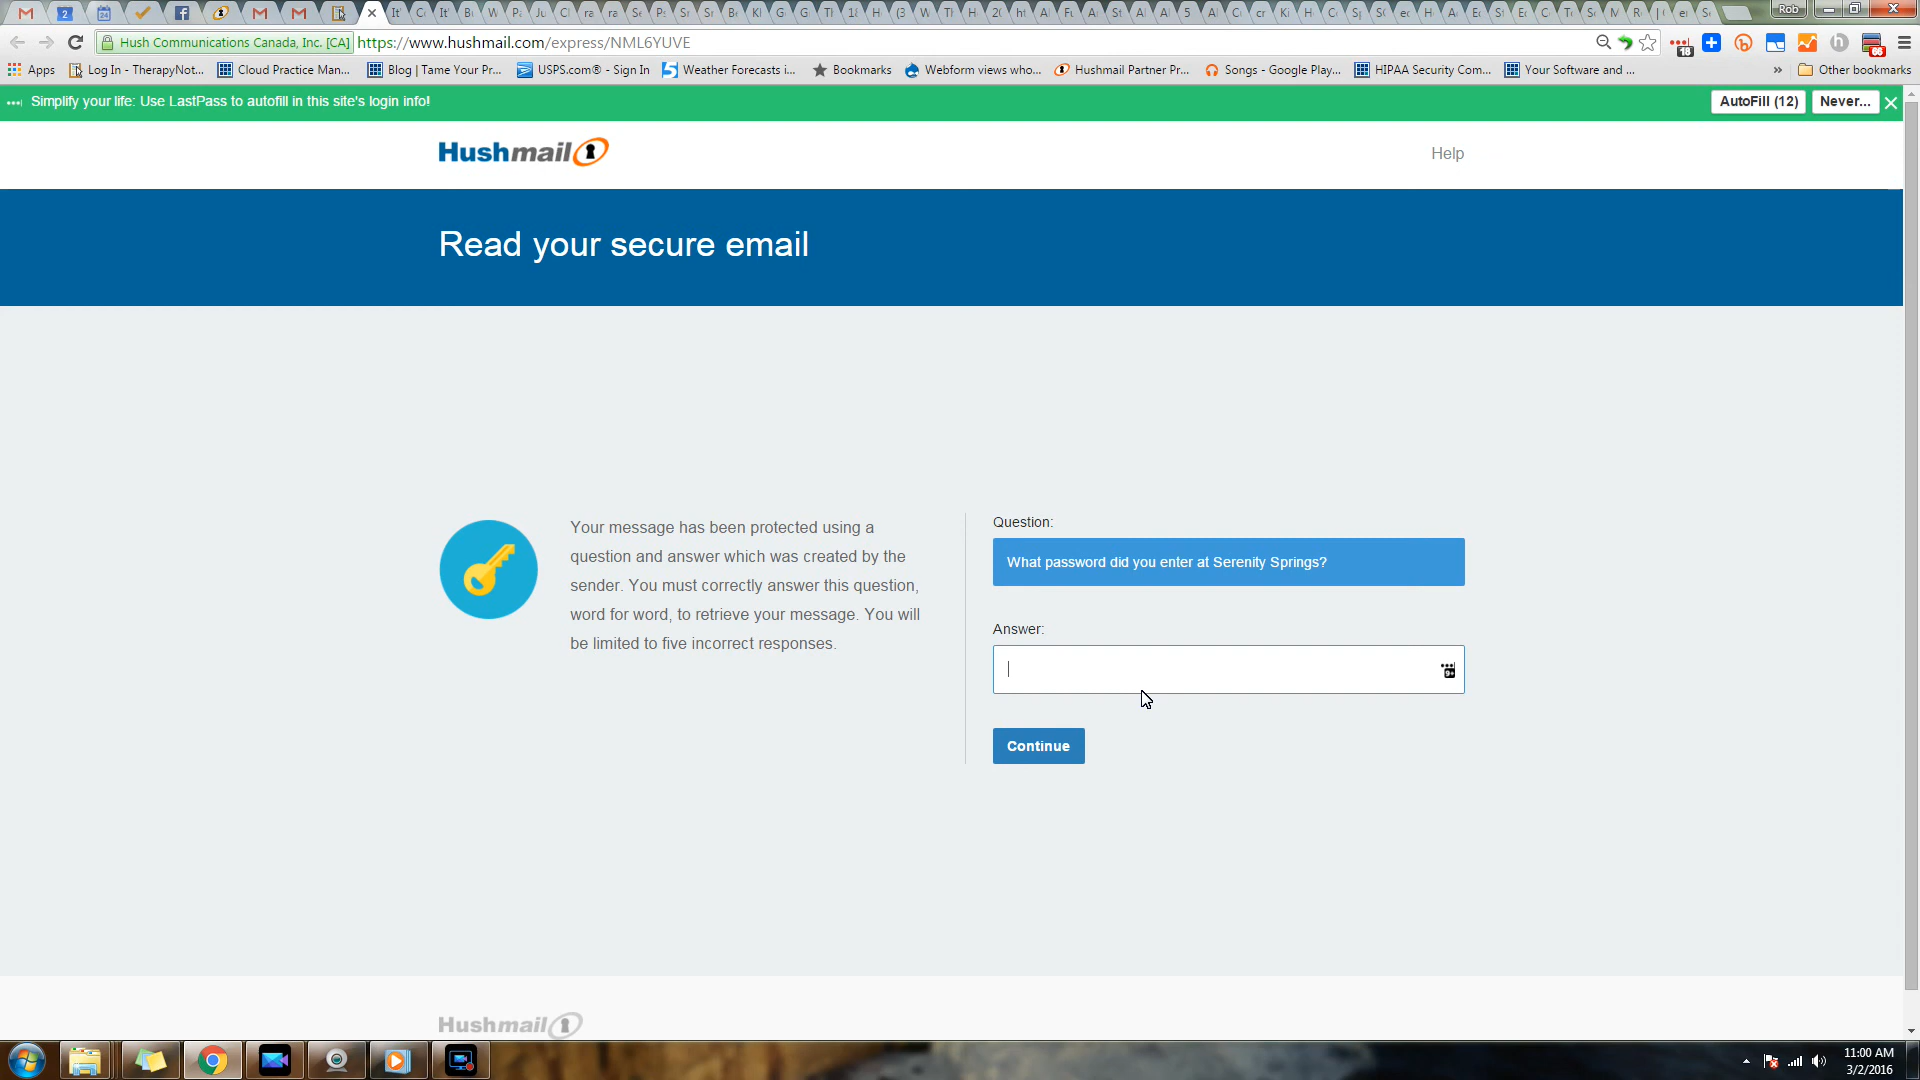 Rob
Hush Communications Canada, Inc. [CA] https://www.hushmail.com/express/NML6YUVE
18
66
Apps Log In - TherapyNot... Cloud Practice Man... Blog | Tame Your Pr... USPS.com® - Sign In Weather Forecasts i... Bookmarks Webform views who... Hushmail Partner Pr... Songs - Google Play... HIPAA Security Com... Your Software and ... » Other bookmarks
Simplify your life: Use LastPass to autofill in this site's login info! AutoFill (12) Never...
Hushmail Help
Read your secure email
Your message has been protected using a
question and answer which was created by the
sender. You must correctly answer this question,
word for word, to retrieve your message. You will
be limited to five incorrect responses.
Question:
What password did you enter at Serenity Springs?
Answer:
9+
Continue
Hushmail
11:00 AM
3/2/2016